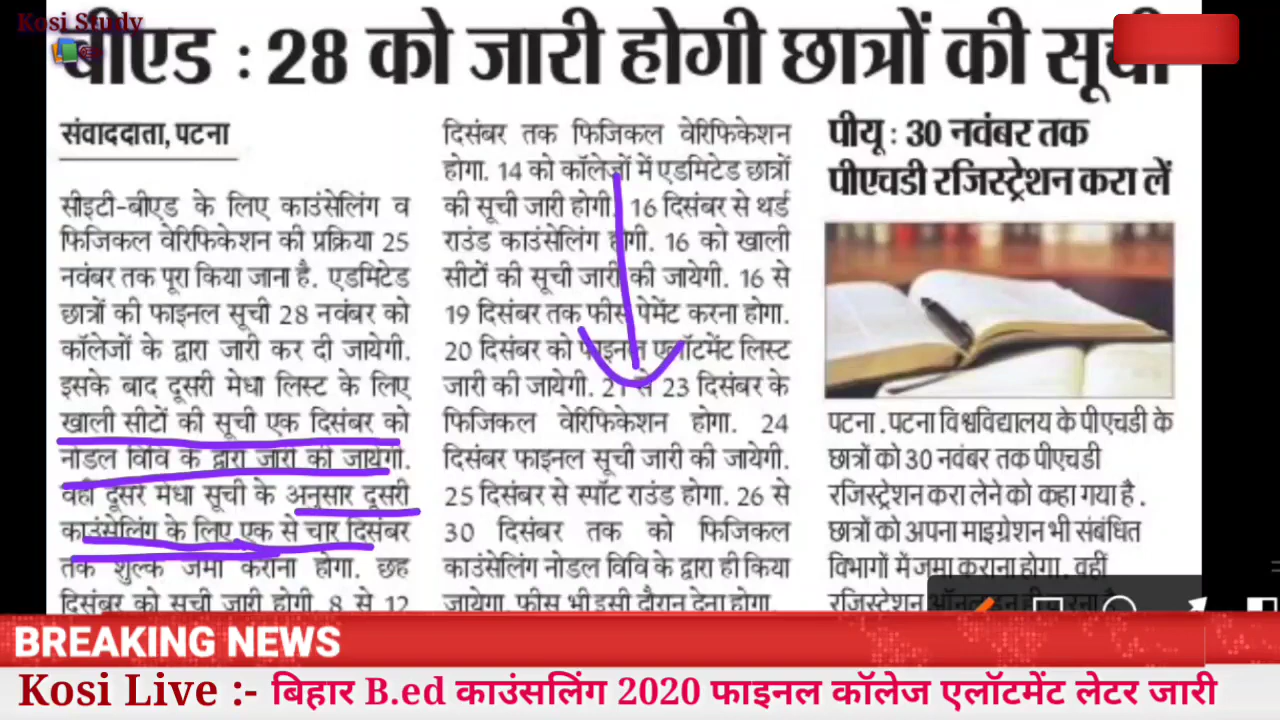 Kosi Study
बीएड : 28 को जारी होगी छात्रों की सूची
संवाददाता, पटना
सीइटी-बीएड के लिए काउंसेलिंग व
फिजिकल वेरिफिकेशन की प्रक्रिया 25
नवंबर तक पूरा किया जाना है. एडमिटेड
छात्रों की फाइनल सूची 28 नवंबर को
कॉलेजों के द्वारा जारी कर दी जायेगी.
इसके बाद दूसरी मेधा लिस्ट के लिए
खाली सीटों की सूची एक दिसंबर को
नोडल विवि के द्वारा जारी की जायेगी.
वहीं दूसरे मेधा सूची के अनुसार दूसरी
काउंसेलिंग के लिए एक से चार दिसंबर
तक शुल्क जमा कराना होगा. छह
दिसंबर को सूची जारी होगी. 8 से 12
दिसंबर तक फिजिकल वेरिफिकेशन
होगा. 14 को कॉलेजों में एडमिटेड छात्रों
की सूची जारी होगी. 16 दिसंबर से थर्ड
राउंड काउंसेलिंग होगी. 16 को खाली
सीटों की सूची जारी की जायेगी. 16 से
19 दिसंबर तक फीस पेमेंट करना होगा.
20 दिसंबर को फाइनल एलॉटमेंट लिस्ट
जारी की जायेगी. 21 से 23 दिसंबर के
फिजिकल वेरिफिकेशन होगा. 24
दिसंबर फाइनल सूची जारी की जायेगी.
25 दिसंबर से स्पॉट राउंड होगा. 26 से
30 दिसंबर तक को फिजिकल
काउंसेलिंग नोडल विवि के द्वारा ही किया
जायेगा. फीस भी इसी दौरान देना होगा.
पीयू : 30 नवंबर तक
पीएचडी रजिस्ट्रेशन करा लें
पटना. पटना विश्वविद्यालय के पीएचडी के
छात्रों को 30 नवंबर तक पीएचडी
रजिस्ट्रेशन करा लेने को कहा गया है.
छात्रों को अपना माइग्रेशन भी संबंधित
विभागों में जमा कराना होगा. वहीं
रजिस्ट्रेशन ऑनलाइन ही करना है
BREAKING NEWS
Kosi Live :- बिहार B.ed काउंसलिंग 2020 फाइनल कॉलेज एलॉटमेंट लेटर जारी